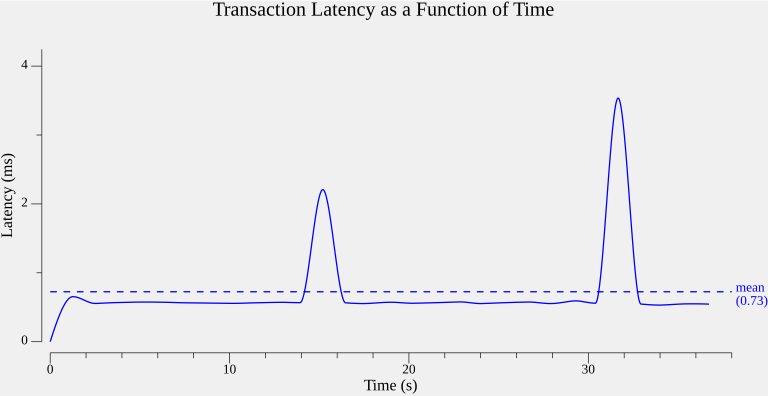 Transaction Latency as a Function of Time
4
2
0
Latency (ms)
mean
(0.73)
0
10
20
30
Time (s)